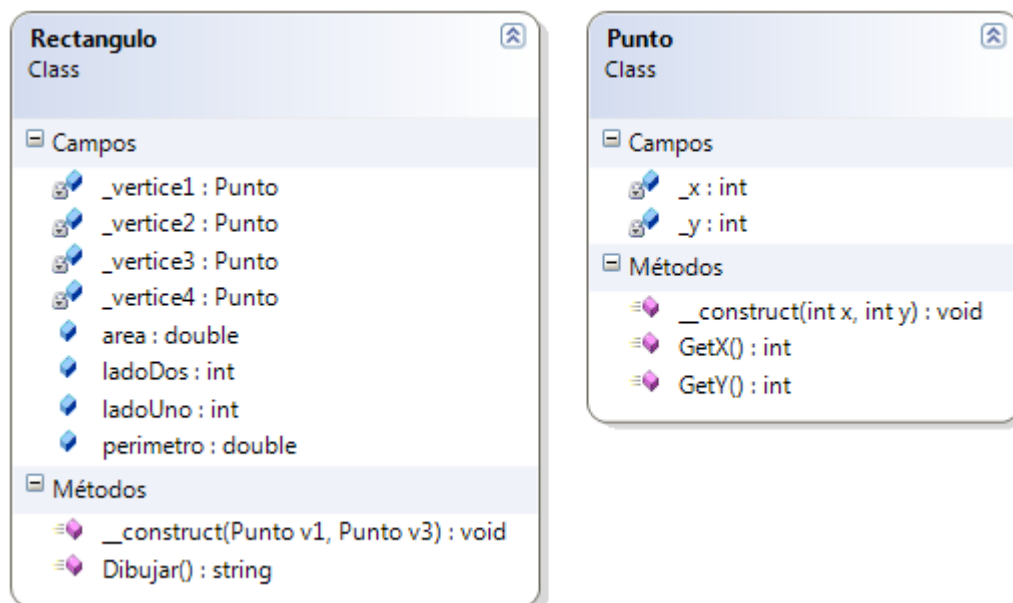 Rectangulo
Class
Campos
_vertice1 : Punto
_vertice2 : Punto
_vertice3 : Punto
_vertice4 : Punto
area : double
ladoDos : int
ladoUno : int
perimetro : double
Métodos
__construct(Punto v1, Punto v3) : void
Dibujar() : string
Punto
Class
Campos
_x : int
_y : int
Métodos
__construct(int x, int y) : void
GetX() : int
GetY() : int